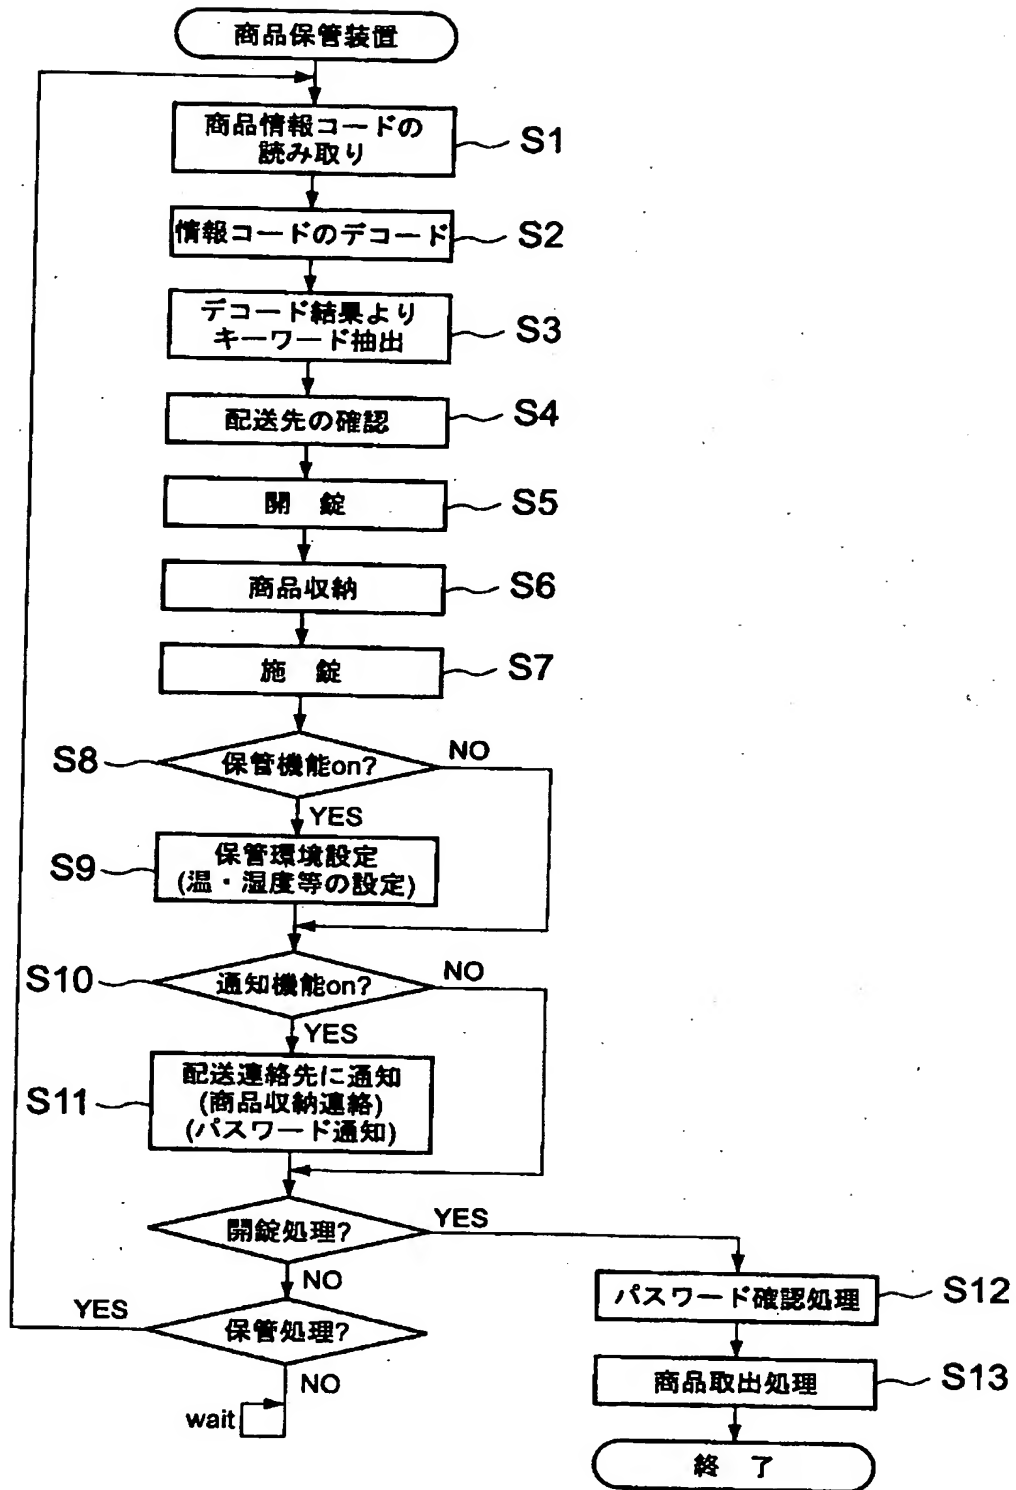 商品保管装置
商品情報コードの
読み取り
S1
情報コードのデコード
S2
デコード結果より
キーワード抽出
S3
配送先の確認
S4
開 錠
S5
商品収納
S6
施 錠
S7
S8
保管機能on?
NO
YES
S9
保管環境設定
(温・湿度等の設定)
S10
通知機能on?
NO
YES
S11
配送連絡先に通知
(商品収納連絡)
(パスワード通知)
開錠処理?
YES
NO
パスワード確認処理
S12
YES
保管処理?
NO
商品取出処理
S13
wait
終 了